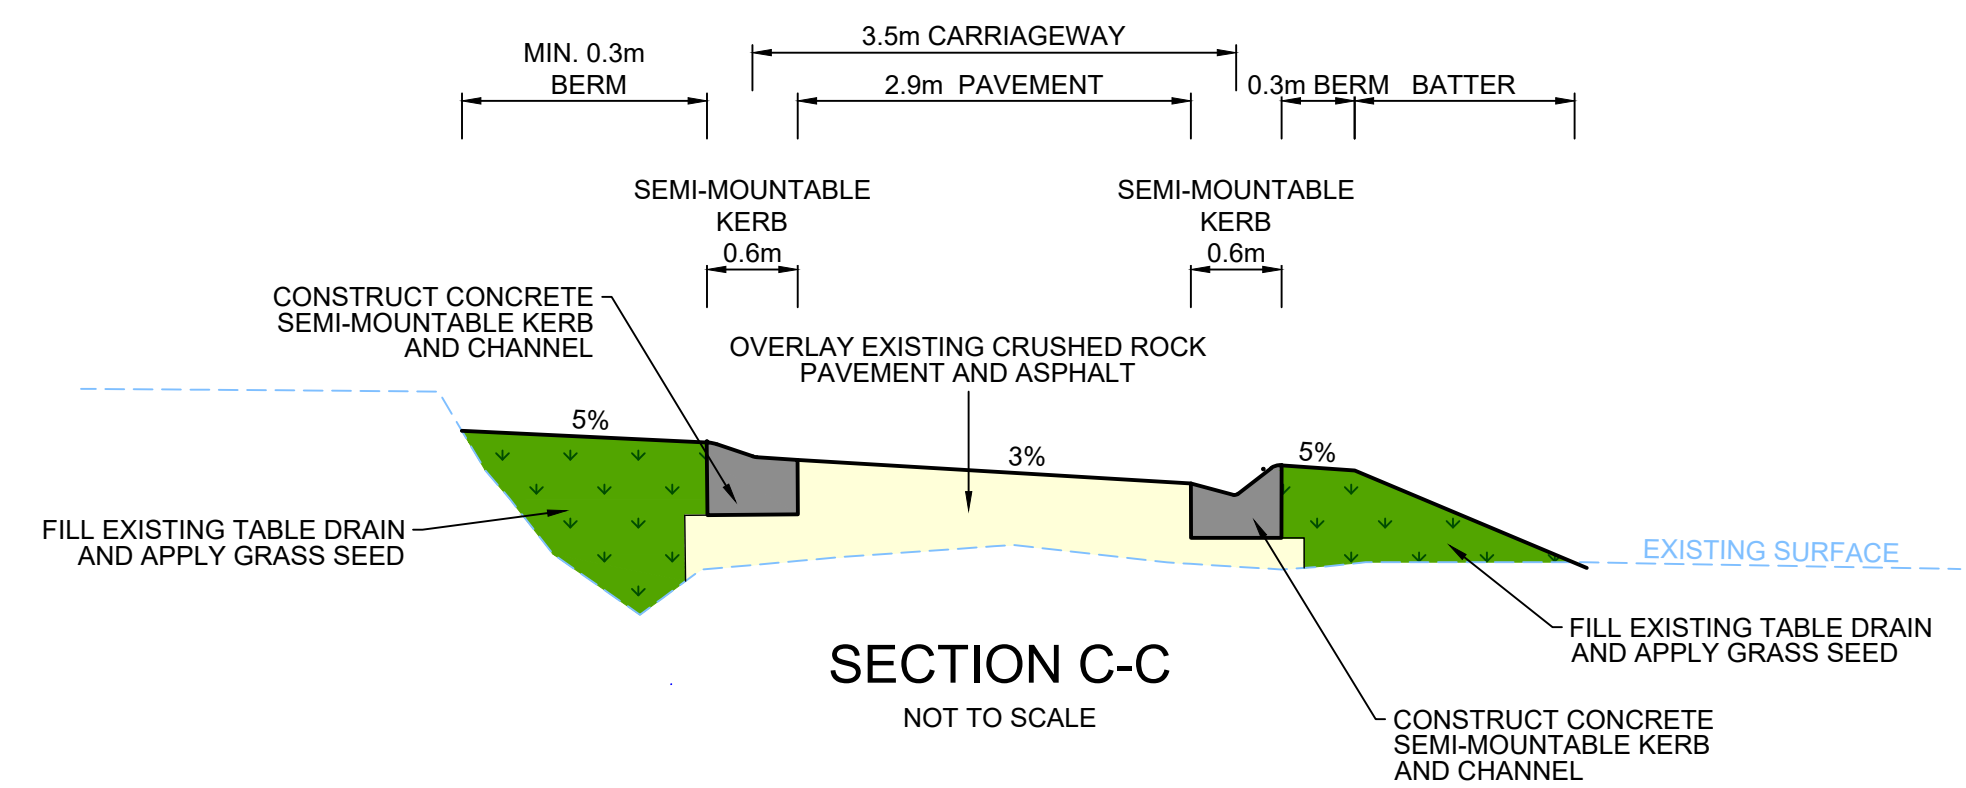 3.5m CARRIAGEWAY
MIN. 0.3m
BERM
2.9m PAVEMENT
0.3m BERM
BATTER
SEMI-MOUNTABLE
KERB
0.6m
SEMI-MOUNTABLE
KERB
0.6m
CONSTRUCT CONCRETE
SEMI-MOUNTABLE KERB
AND CHANNEL
OVERLAY EXISTING CRUSHED ROCK
PAVEMENT AND ASPHALT
5%
3%
5%
FILL EXISTING TABLE DRAIN
AND APPLY GRASS SEED
EXISTING SURFACE
FILL EXISTING TABLE DRAIN
AND APPLY GRASS SEED
SECTION C-C
NOT TO SCALE
CONSTRUCT CONCRETE
SEMI-MOUNTABLE KERB
AND CHANNEL